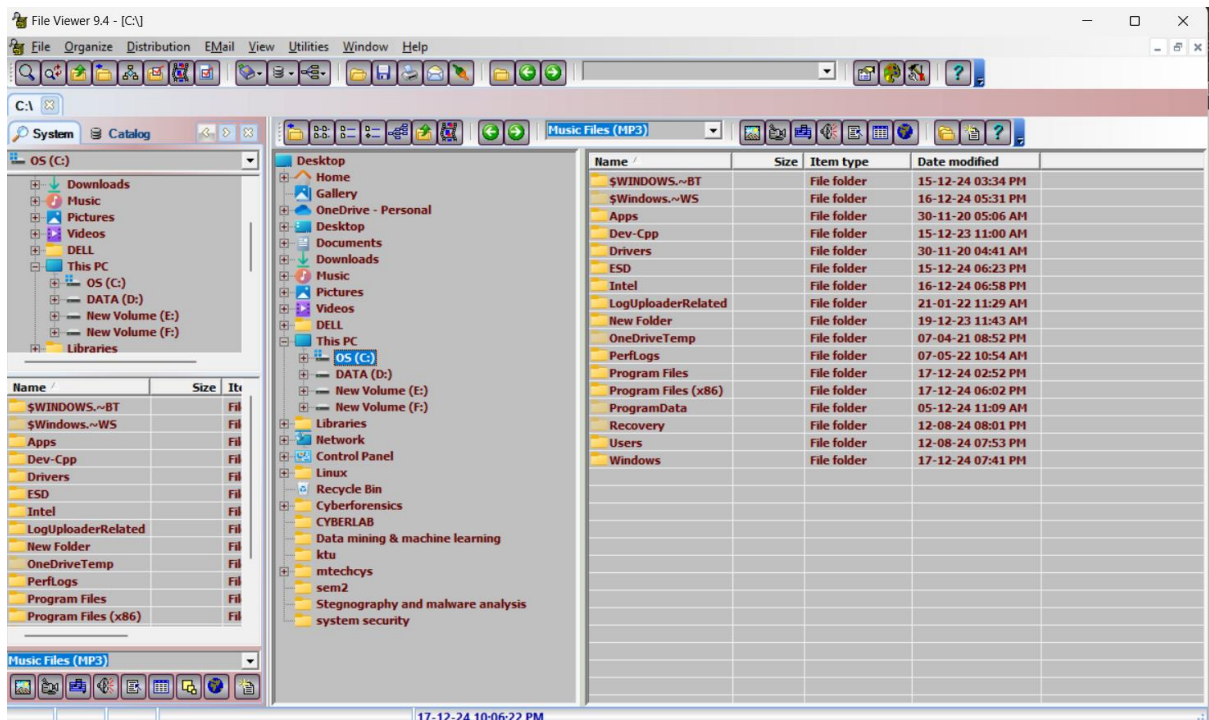 File Viewer 9.4 - [C:\]
File Organize Distribution EMail View Utilities Window Help
C:\
System Catalog
OS (C:)
Downloads
Music
Pictures
Videos
DELL
This PC
OS (C:)
DATA (D:)
New Volume (E:)
New Volume (F:)
Libraries
Name Size Ite
$WINDOWS.~BT Fil
$Windows.~WS Fil
Apps Fil
Dev-Cpp Fil
Drivers Fil
ESD Fil
Intel Fil
LogUploaderRelated Fil
New Folder Fil
OneDriveTemp Fil
PerfLogs Fil
Program Files Fil
Program Files (x86) Fil
Music Files (MP3)
Music Files (MP3)
Desktop
Home
Gallery
OneDrive - Personal
Desktop
Documents
Downloads
Music
Pictures
Videos
DELL
This PC
OS (C:)
DATA (D:)
New Volume (E:)
New Volume (F:)
Libraries
Network
Control Panel
Linux
Recycle Bin
Cyberforensics
CYBERLAB
Data mining & machine learning
ktu
mtechcys
sem2
Stegnography and malware analysis
system security
Name Size Item type Date modified
$WINDOWS.~BT File folder 15-12-24 03:34 PM
$Windows.~WS File folder 16-12-24 05:31 PM
Apps File folder 30-11-20 05:06 AM
Dev-Cpp File folder 15-12-23 11:00 AM
Drivers File folder 30-11-20 04:41 AM
ESD File folder 15-12-24 06:23 PM
Intel File folder 16-12-24 06:58 PM
LogUploaderRelated File folder 21-01-22 11:29 AM
New Folder File folder 19-12-23 11:43 AM
OneDriveTemp File folder 07-04-21 08:52 PM
PerfLogs File folder 07-05-22 10:54 AM
Program Files File folder 17-12-24 02:52 PM
Program Files (x86) File folder 17-12-24 06:02 PM
ProgramData File folder 05-12-24 11:09 AM
Recovery File folder 12-08-24 08:01 PM
Users File folder 12-08-24 07:53 PM
Windows File folder 17-12-24 07:41 PM
17-12-24 10:06:22 PM